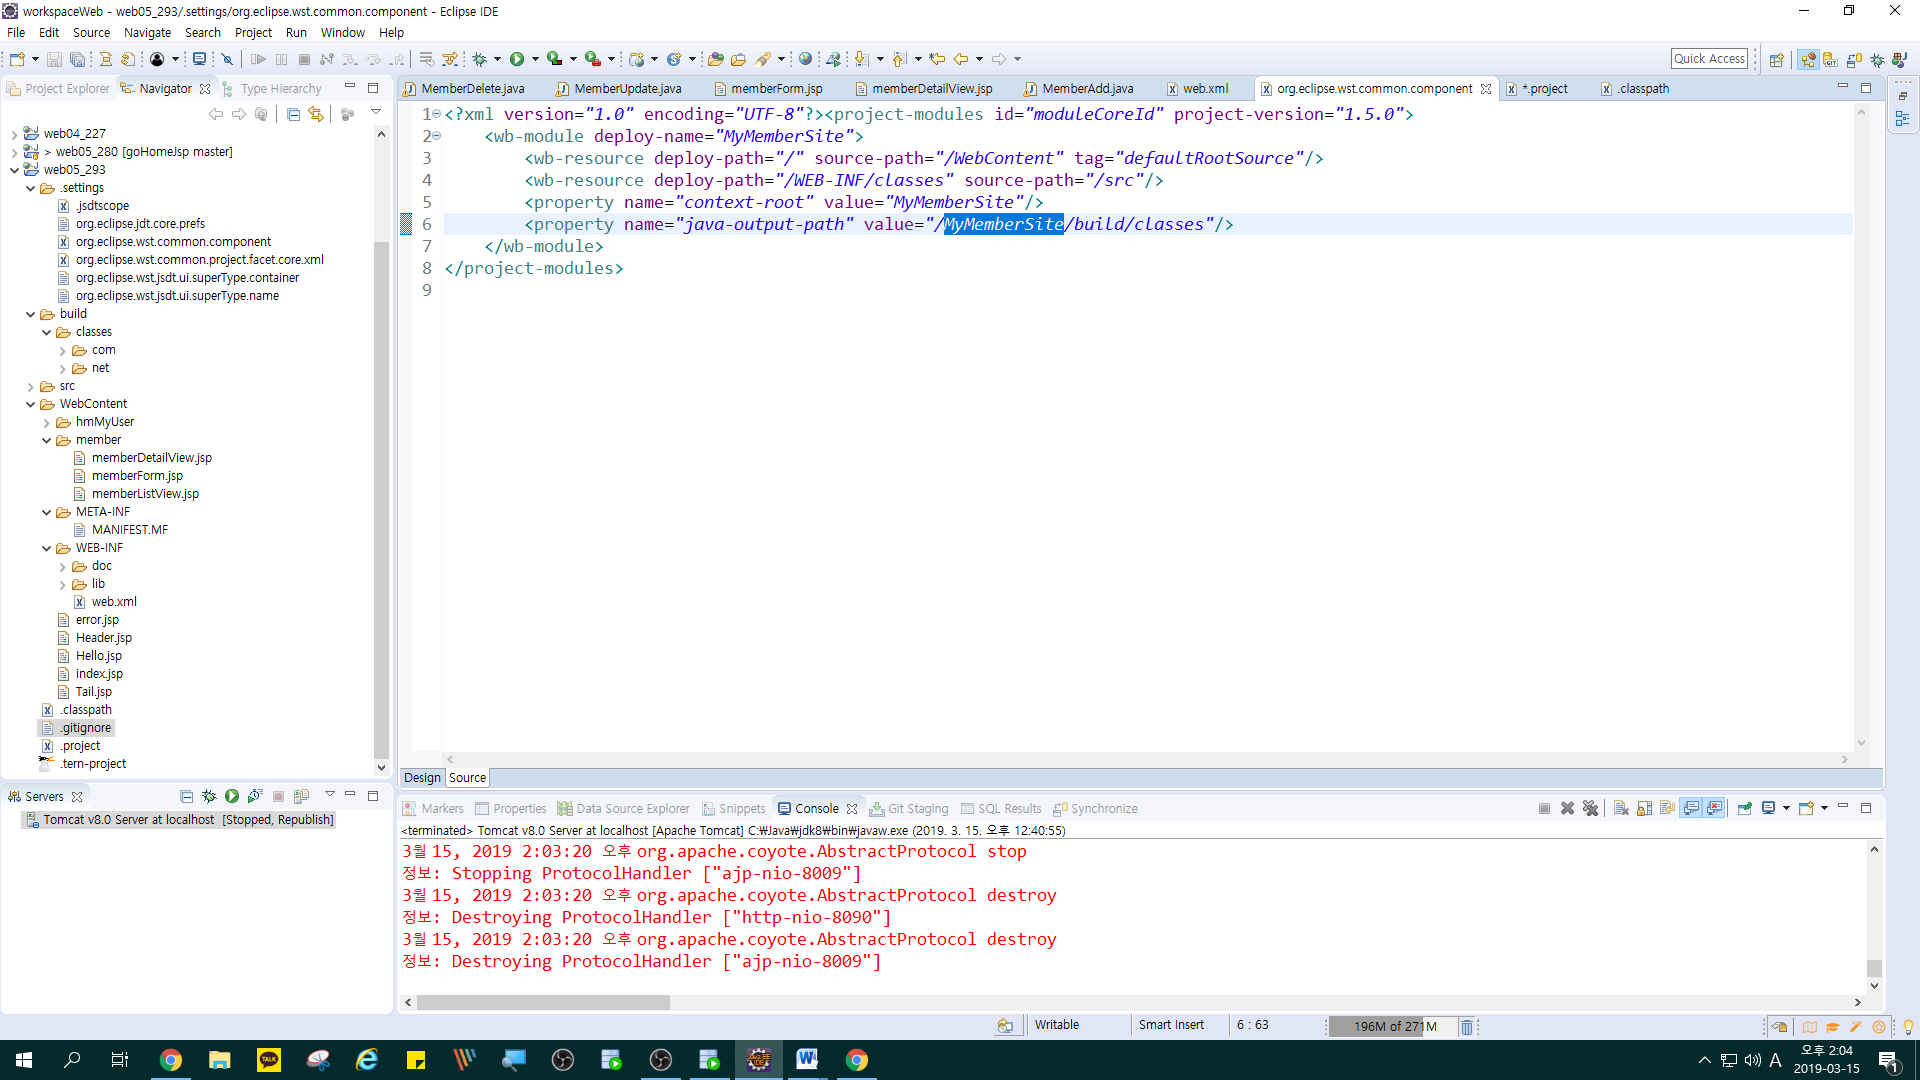 workspaceWeb - web05_293/.settings/org.eclipse.wst.common.component - Eclipse IDE
File Edit Source Navigate Search Project Run Window Help
Quick Access
Project Explorer Navigator Type Hierarchy
web04_227
> web05_280 [goHomeJsp master]
web05_293
.settings
.jsdtscope
org.eclipse.jdt.core.prefs
org.eclipse.wst.common.component
org.eclipse.wst.common.project.facet.core.xml
org.eclipse.wst.jsdt.ui.superType.container
org.eclipse.wst.jsdt.ui.superType.name
build
classes
com
net
src
WebContent
hmMyUser
member
memberDetailView.jsp
memberForm.jsp
memberListView.jsp
META-INF
MANIFEST.MF
WEB-INF
doc
lib
web.xml
error.jsp
Header.jsp
Hello.jsp
index.jsp
Tail.jsp
.classpath
.gitignore
.project
.tern-project
MemberDelete.java MemberUpdate.java memberForm.jsp memberDetailView.jsp MemberAdd.java web.xml org.eclipse.wst.common.component *.project .classpath
1 <?xml version="1.0" encoding="UTF-8"?><project-modules id="moduleCoreId" project-version="1.5.0">
2 <wb-module deploy-name="MyMemberSite">
3 <wb-resource deploy-path="/" source-path="/WebContent" tag="defaultRootSource"/>
4 <wb-resource deploy-path="/WEB-INF/classes" source-path="/src"/>
5 <property name="context-root" value="MyMemberSite"/>
6 <property name="java-output-path" value="/MyMemberSite/build/classes"/>
7 </wb-module>
8 </project-modules>
9
Design Source
Servers
Tomcat v8.0 Server at localhost [Stopped, Republish]
Markers Properties Data Source Explorer Snippets Console Git Staging SQL Results Synchronize
<terminated> Tomcat v8.0 Server at localhost [Apache Tomcat] C:₩Java₩jdk8₩bin₩javaw.exe (2019. 3. 15. 오후 12:40:55)
3월 15, 2019 2:03:20 오후 org.apache.coyote.AbstractProtocol stop
정보: Stopping ProtocolHandler ["ajp-nio-8009"]
3월 15, 2019 2:03:20 오후 org.apache.coyote.AbstractProtocol destroy
정보: Destroying ProtocolHandler ["http-nio-8090"]
3월 15, 2019 2:03:20 오후 org.apache.coyote.AbstractProtocol destroy
정보: Destroying ProtocolHandler ["ajp-nio-8009"]
Writable Smart Insert 6 : 63 196M of 271M
TALK
A
오후 2:04
2019-03-15
1